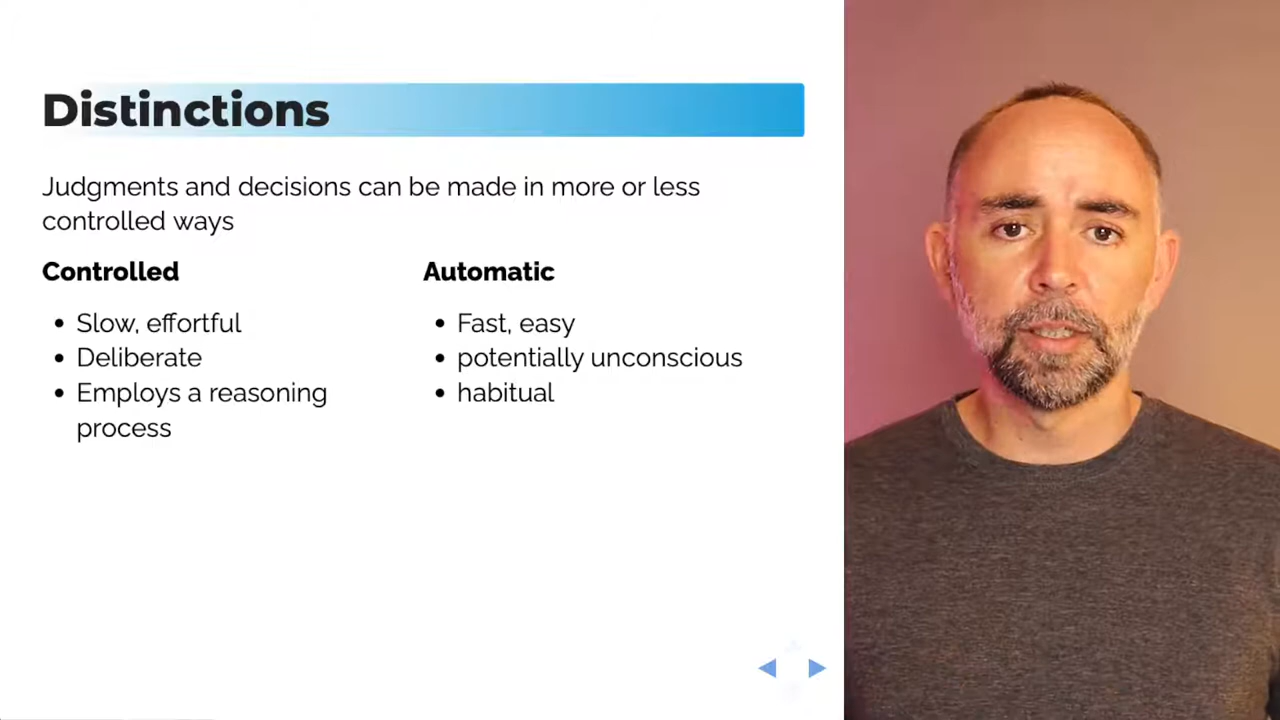 Distinctions
Judgments and decisions can be made in more or less
controlled ways
Controlled
• Slow, effortful
• Deliberate
• Employs a reasoning
process
Automatic
• Fast, easy
• potentially unconscious
• habitual